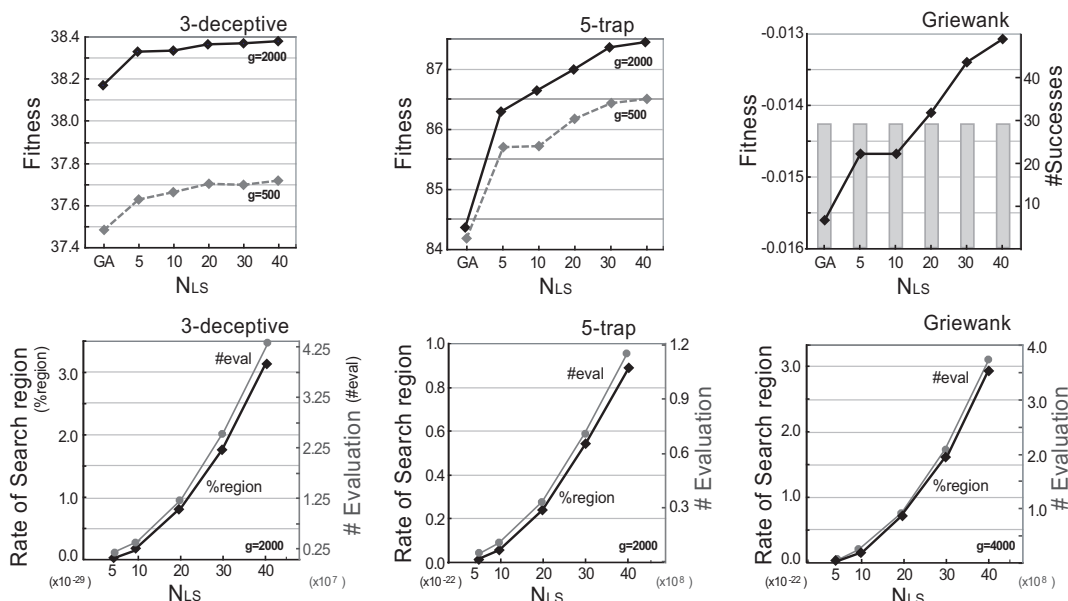 3-deceptive
Fitness
38.4
38.2
38.0
37.8
37.6
37.4
g=2000
g=500
GA 5 10 20 30 40
NLS
5-trap
Fitness
87
86
85
84
g=2000
g=500
GA 5 10 20 30 40
NLS
Griewank
Fitness
-0.013
-0.014
-0.015
-0.016
40
30
20
10
#Successes
GA 5 10 20 30 40
NLS
3-deceptive
Rate of Search region
(%region)
3.0
2.0
1.0
0.0
(x10-29)
#eval
%region
g=2000
4.25
3.25
2.25
1.25
0.25
(x107)
# Evaluation (#eval)
5 10 20 30 40
NLS
5-trap
Rate of Search region
1.0
0.8
0.6
0.4
0.2
0.0
(x10-22)
#eval
%region
g=2000
1.2
0.9
0.6
0.3
(x108)
# Evaluation
5 10 20 30 40
NLS
Griewank
Rate of Search region
3.0
2.0
1.0
0.0
(x10-22)
#eval
%region
g=4000
4.0
3.0
2.0
1.0
(x108)
# Evaluation
5 10 20 30 40
NLS